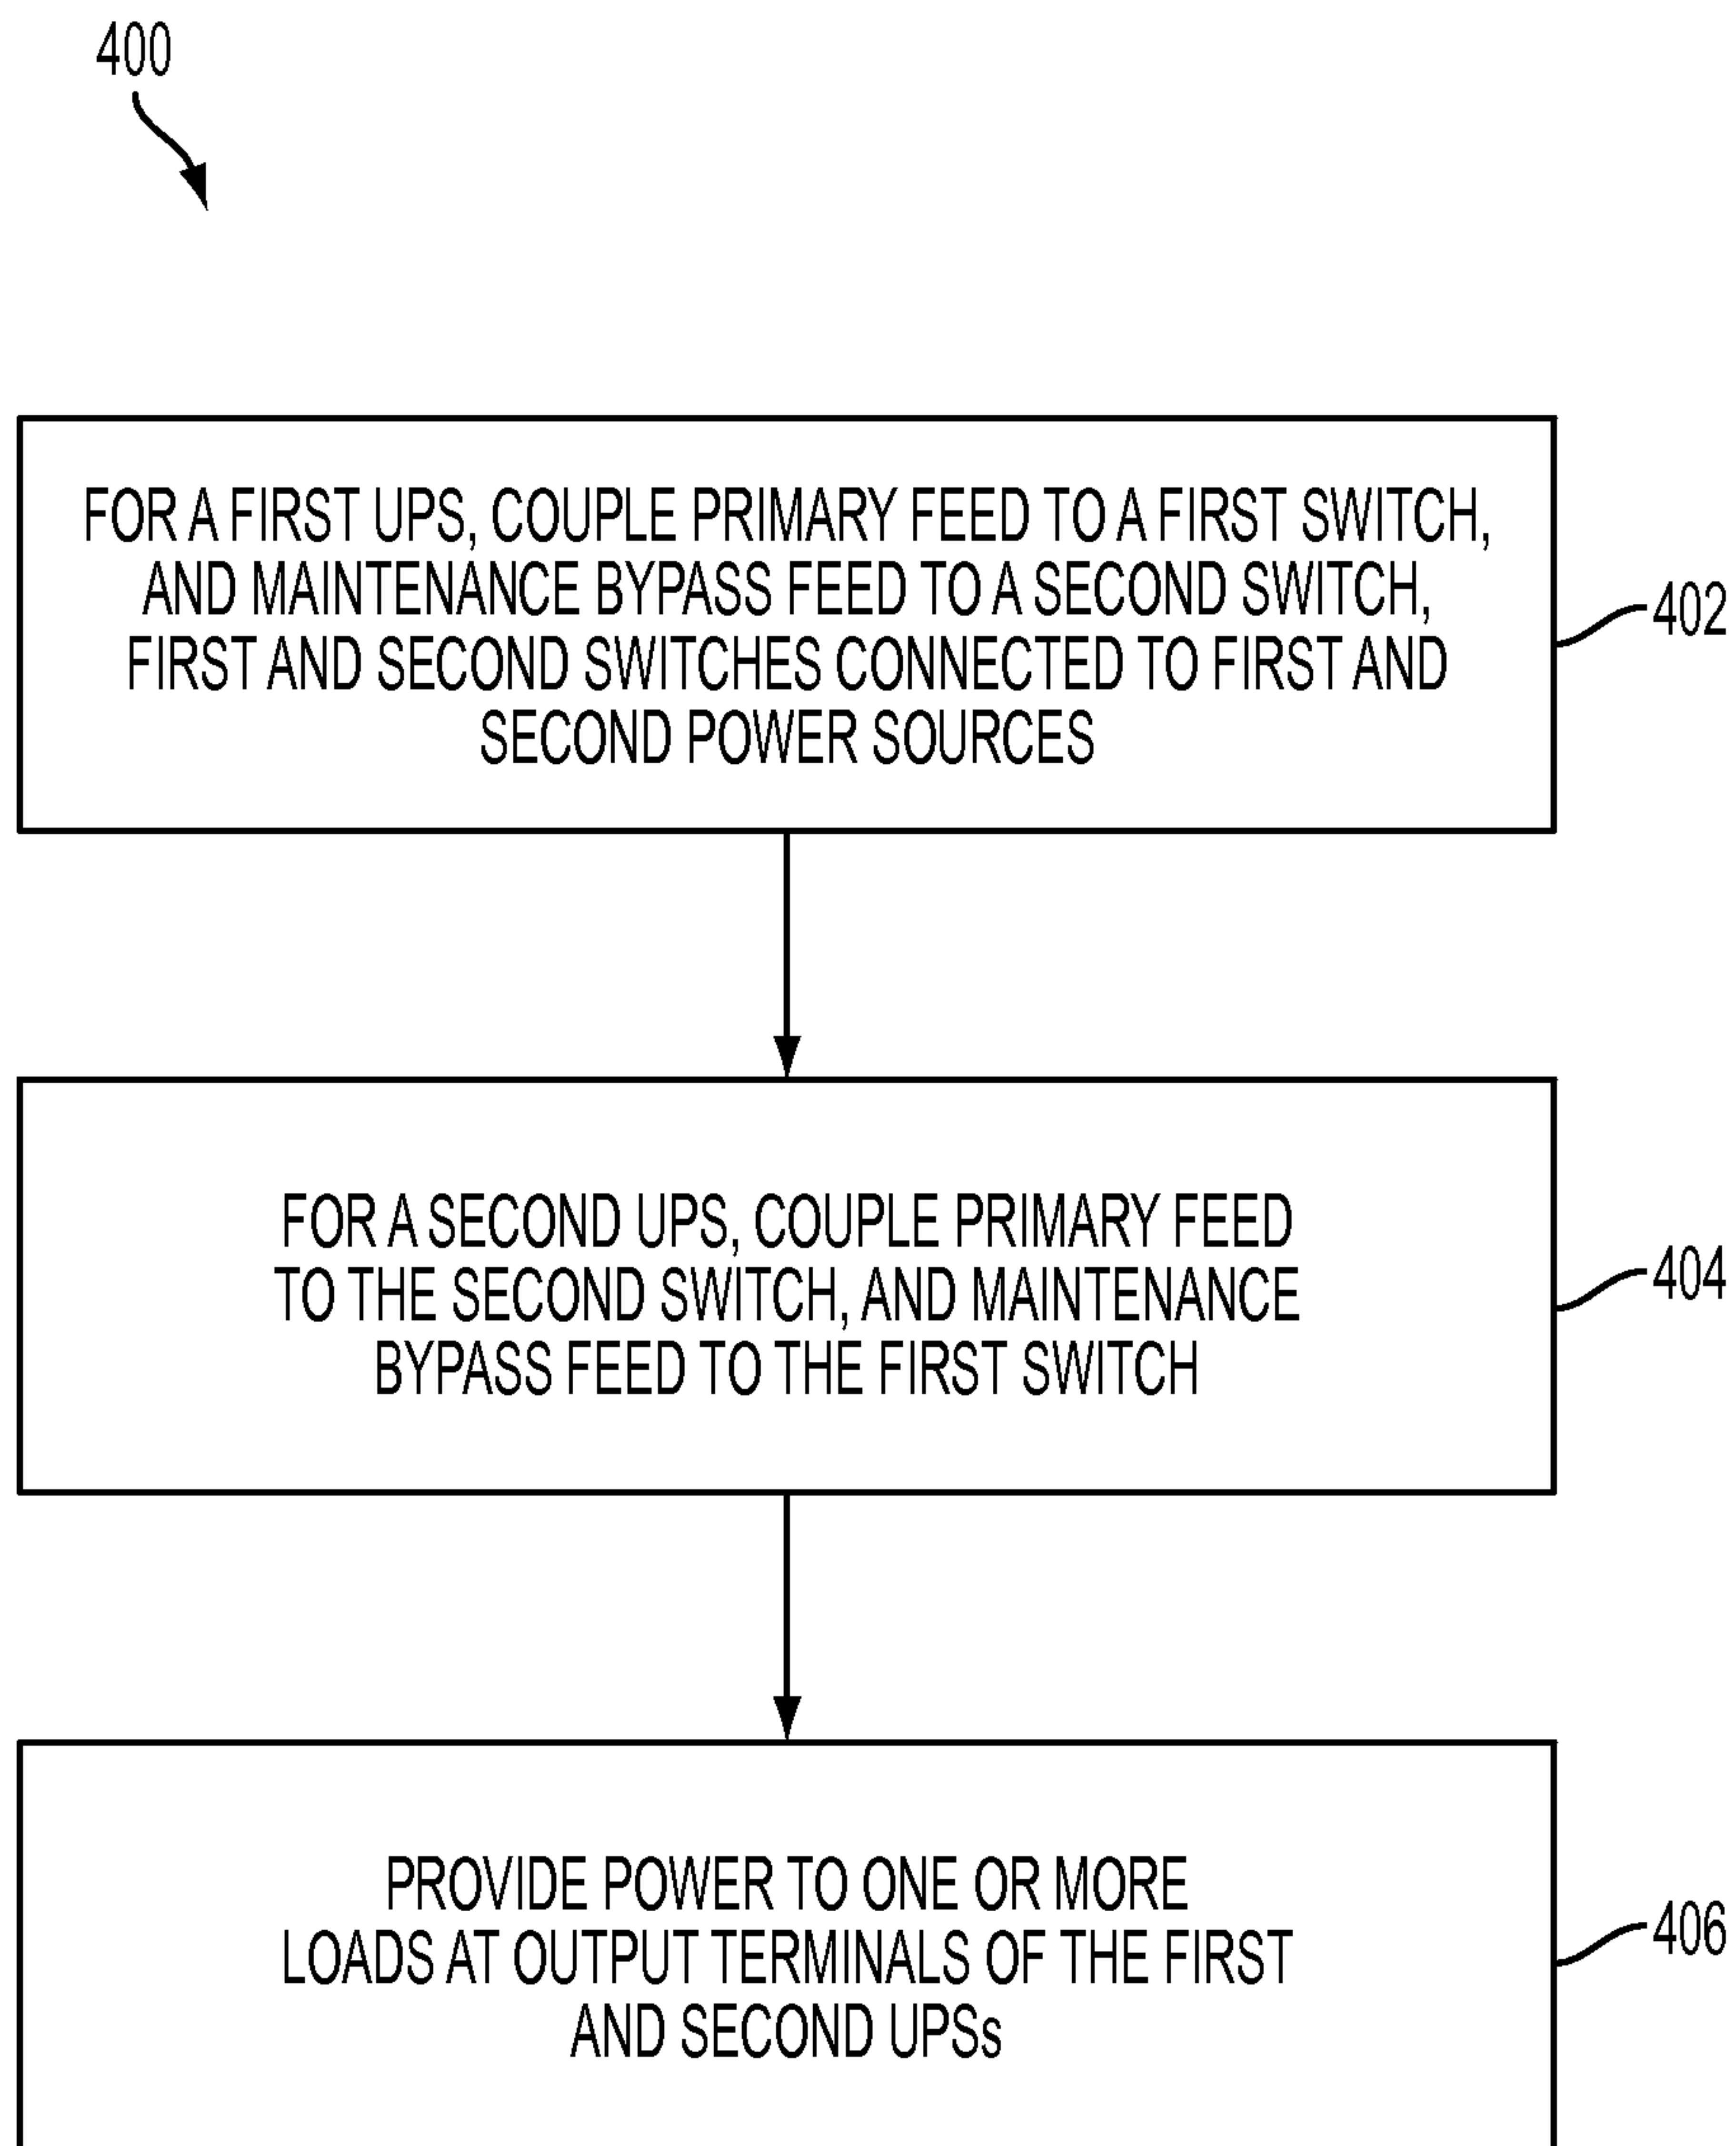 400
FOR A FIRST UPS, COUPLE PRIMARY FEED TO A FIRST SWITCH,
AND MAINTENANCE BYPASS FEED TO A SECOND SWITCH,
FIRST AND SECOND SWITCHES CONNECTED TO FIRST AND
SECOND POWER SOURCES
402
FOR A SECOND UPS, COUPLE PRIMARY FEED
TO THE SECOND SWITCH, AND MAINTENANCE
BYPASS FEED TO THE FIRST SWITCH
404
PROVIDE POWER TO ONE OR MORE
LOADS AT OUTPUT TERMINALS OF THE FIRST
AND SECOND UPSs
406